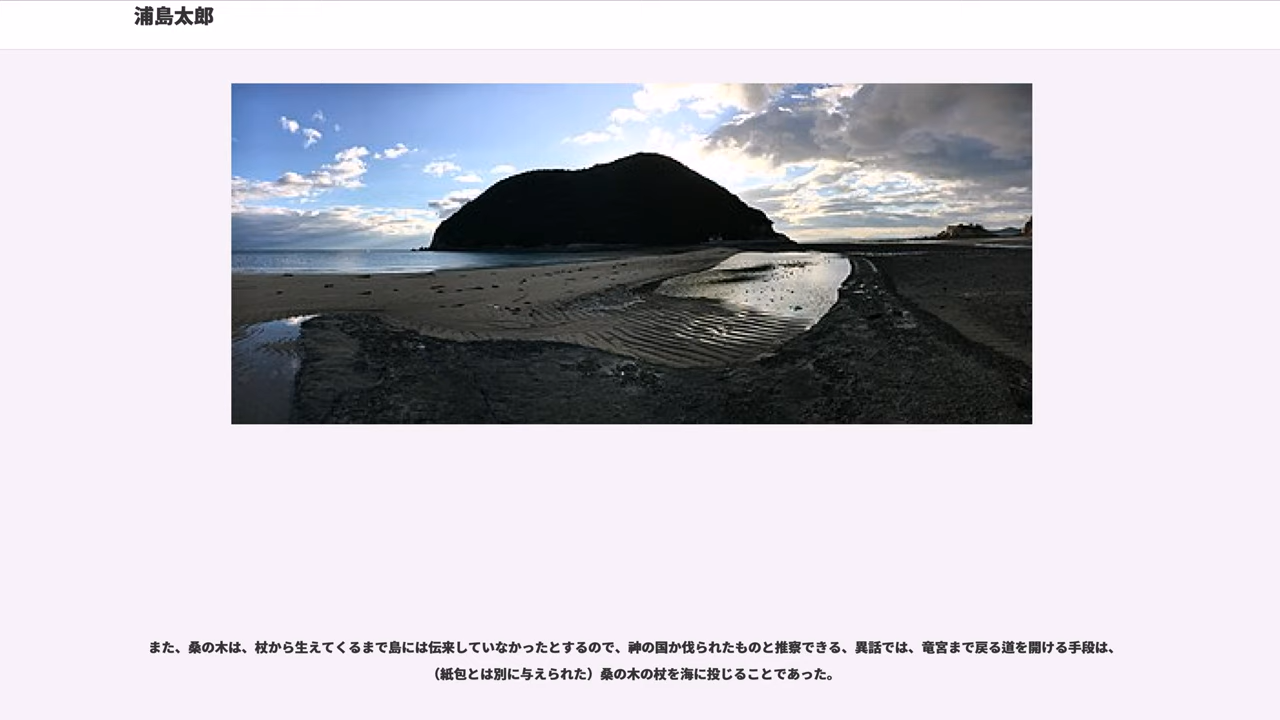 浦島太郎
また、桑の木は、杖から生えてくるまで島には伝来していなかったとするので、神の国か伐られたものと推察できる、異話では、竜宮まで戻る道を開ける手段は、
（紙包とは別に与えられた）桑の木の杖を海に投じることであった。